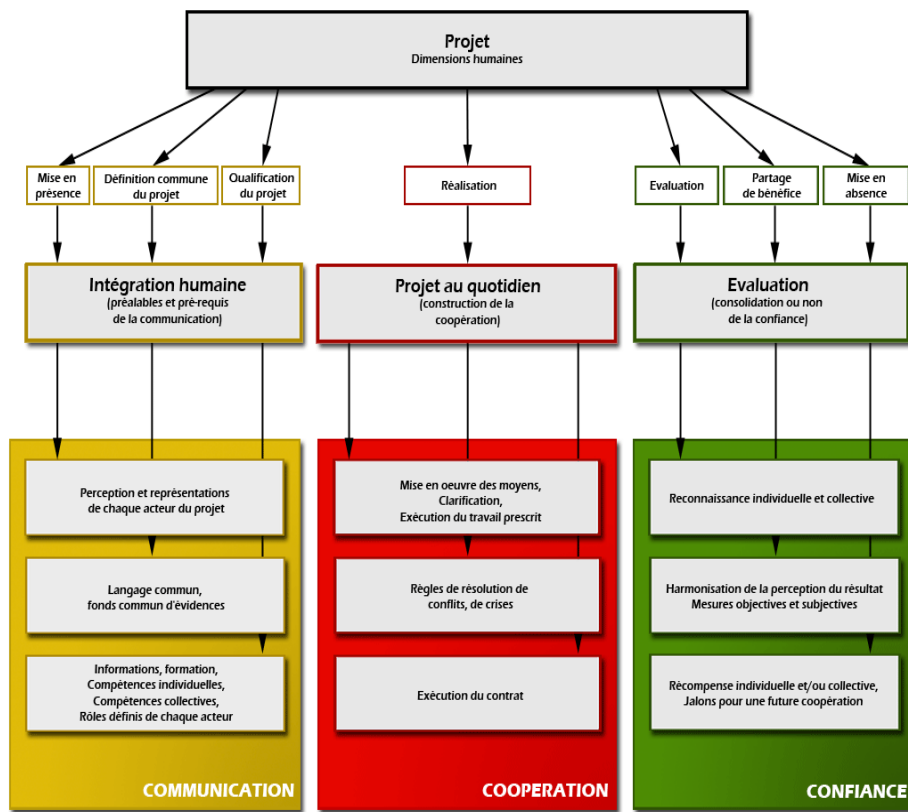 Projet
Dimensions humaines
Mise en
présence
Définition commune
du projet
Qualification
du projet
Réalisation
Evaluation
Partage
de bénéfice
Mise en
absence
Intégration humaine
(préalables et pré-requis
de la communication)
Projet au quotidien
(construction de la
coopération)
Evaluation
(consolidation ou non
de la confiance)
Perception et représentations
de chaque acteur du projet
Langage commun,
fonds commun d'évidences
Informations, formation,
Compétences individuelles,
Compétences collectives,
Rôles définis de chaque acteur
COMMUNICATION
Mise en oeuvre des moyens,
Clarification,
Exécution du travail prescrit
Règles de résolution de
conflits, de crises
Exécution du contrat
COOPERATION
Reconnaissance individuelle et collective
Harmonisation de la perception du résultat
Mesures objectives et subjectives
Récompense individuelle et/ou collective,
Jalons pour une future coopération
CONFIANCE